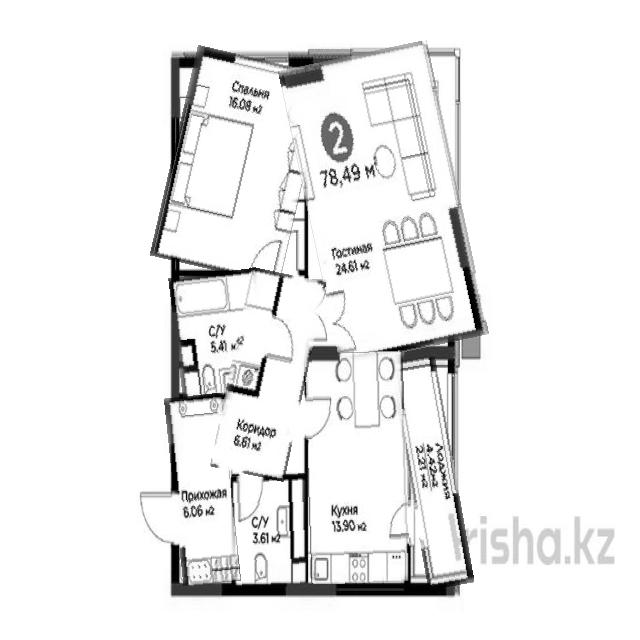 Спальня
16.08 м2
2
78,49 м²
Гостиная
24.61 м2
С/У
5.41 м2
Коридор
6.61 м2
Прихожая
6.06 м2
С/У
3.61 м2
Кухня
13.90 м2
Лоджия
4.42 м2
2.21 м2
krisha.kz